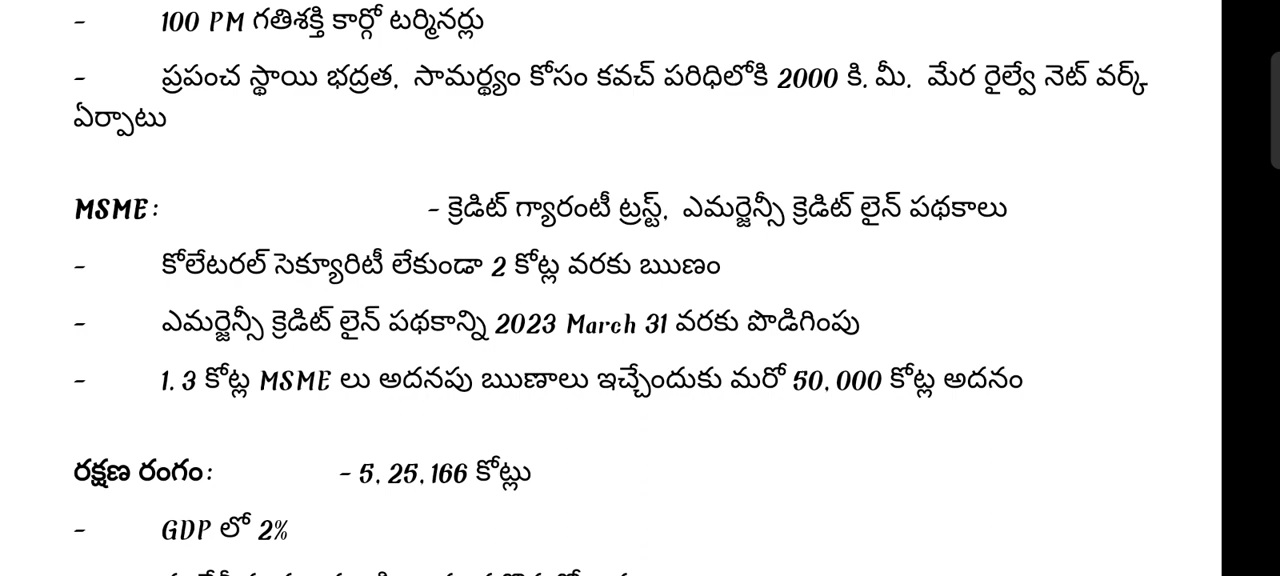 - 100 PM గతిశక్తి కార్గో టర్మినర్లు
- ప్రపంచ స్థాయి భద్రత, సామర్థ్యం కోసం కవచ్ పరిధిలోకి 2000 కి. మీ. మేర రైల్వే నెట్ వర్క్
ఏర్పాటు
MSME: - క్రెడిట్ గ్యారంటీ ట్రస్ట్, ఎమర్జెన్సీ క్రెడిట్ లైన్ పథకాలు
- కోలేటరల్ సెక్యూరిటీ లేకుండా 2 కోట్ల వరకు ఋణం
- ఎమర్జెన్సీ క్రెడిట్ లైన్ పథకాన్ని 2023 March 31 వరకు పొడిగింపు
- 1. 3 కోట్ల MSME లు అదనపు ఋణాలు ఇచ్చేందుకు మరో 50, 000 కోట్ల అదనం
రక్షణ రంగం: - 5, 25, 166 కోట్లు
- GDP లో 2%